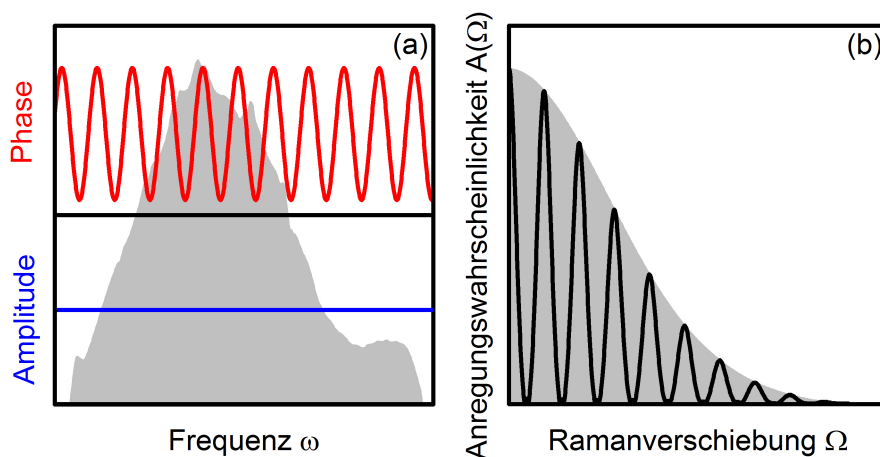 (a)
Phase
Amplitude
Frequenz ω
(b)
Anregungswahrscheinlichkeit A(Ω)
Ramanverschiebung Ω